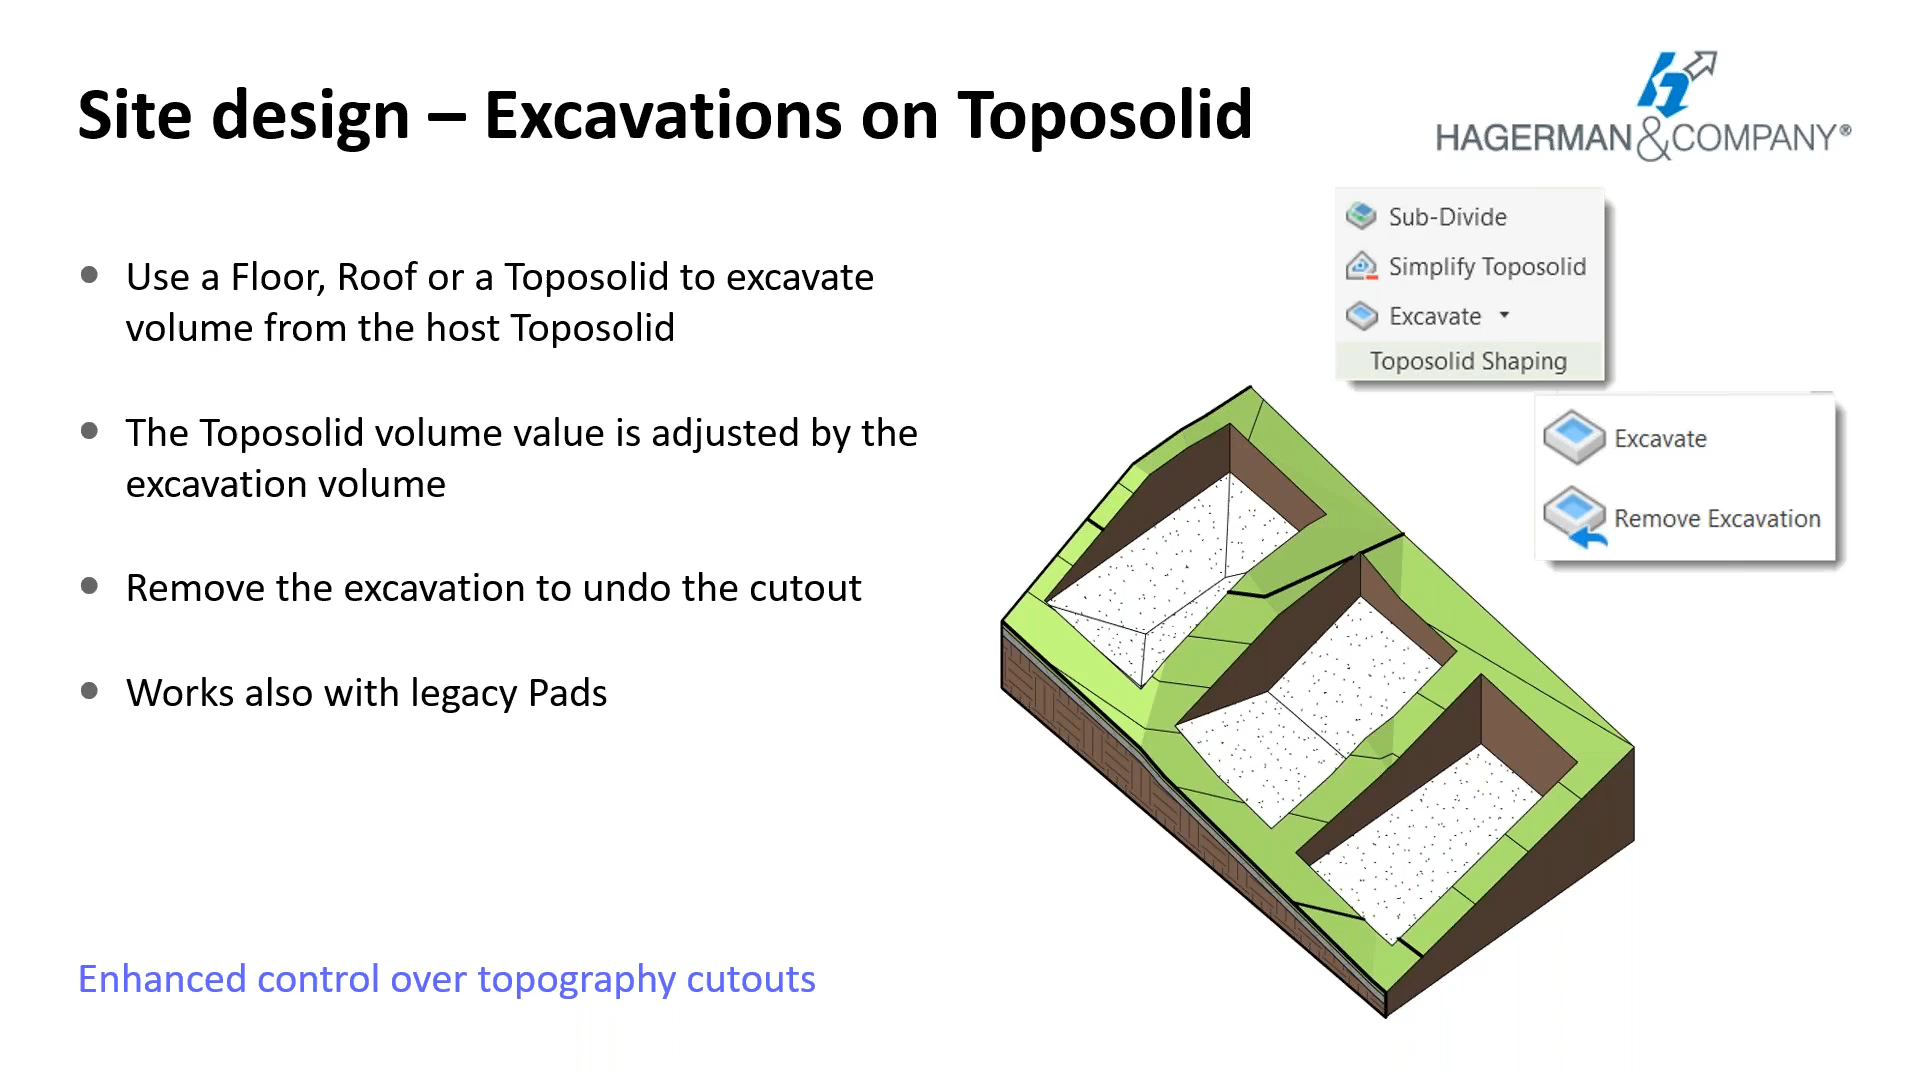 Site design – Excavations on Toposolid
HAGERMAN&COMPANY®
Use a Floor, Roof or a Toposolid to excavate
volume from the host Toposolid
The Toposolid volume value is adjusted by the
excavation volume
Remove the excavation to undo the cutout
Works also with legacy Pads
Enhanced control over topography cutouts
Sub-Divide
Simplify Toposolid
Excavate
Toposolid Shaping
Excavate
Remove Excavation